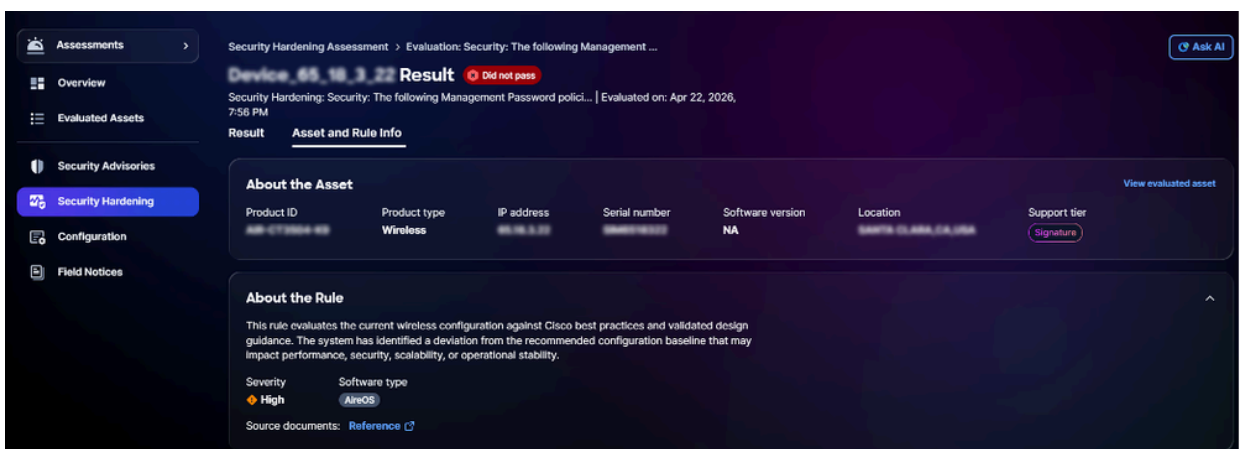 Assessments
Overview
Evaluated Assets
Security Advisories
Security Hardening
Configuration
Field Notices
Security Hardening Assessment > Evaluation: Security: The following Management ...
Ask AI
Result Did not pass
Security Hardening: Security: The following Management Password polici... | Evaluated on: Apr 22, 2026,
7:56 PM
Result Asset and Rule Info
About the Asset View evaluated asset
Product ID Product type IP address Serial number Software version Location Support tier
Wireless NA Signature
About the Rule
This rule evaluates the current wireless configuration against Cisco best practices and validated design
guidance. The system has identified a deviation from the recommended configuration baseline that may
impact performance, security, scalability, or operational stability.
Severity Software type
High AireOS
Source documents: Reference